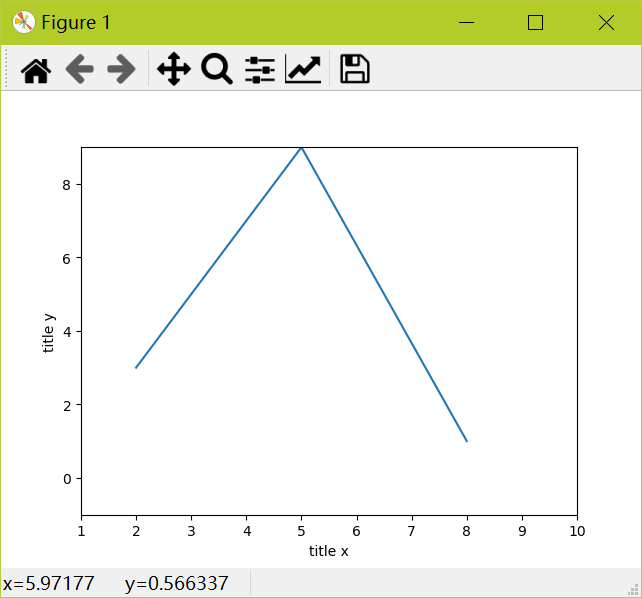 Figure 1
8
6
4
2
0
title y
1 2 3 4 5 6 7 8 9 10
title x
x=5.97177 y=0.566337